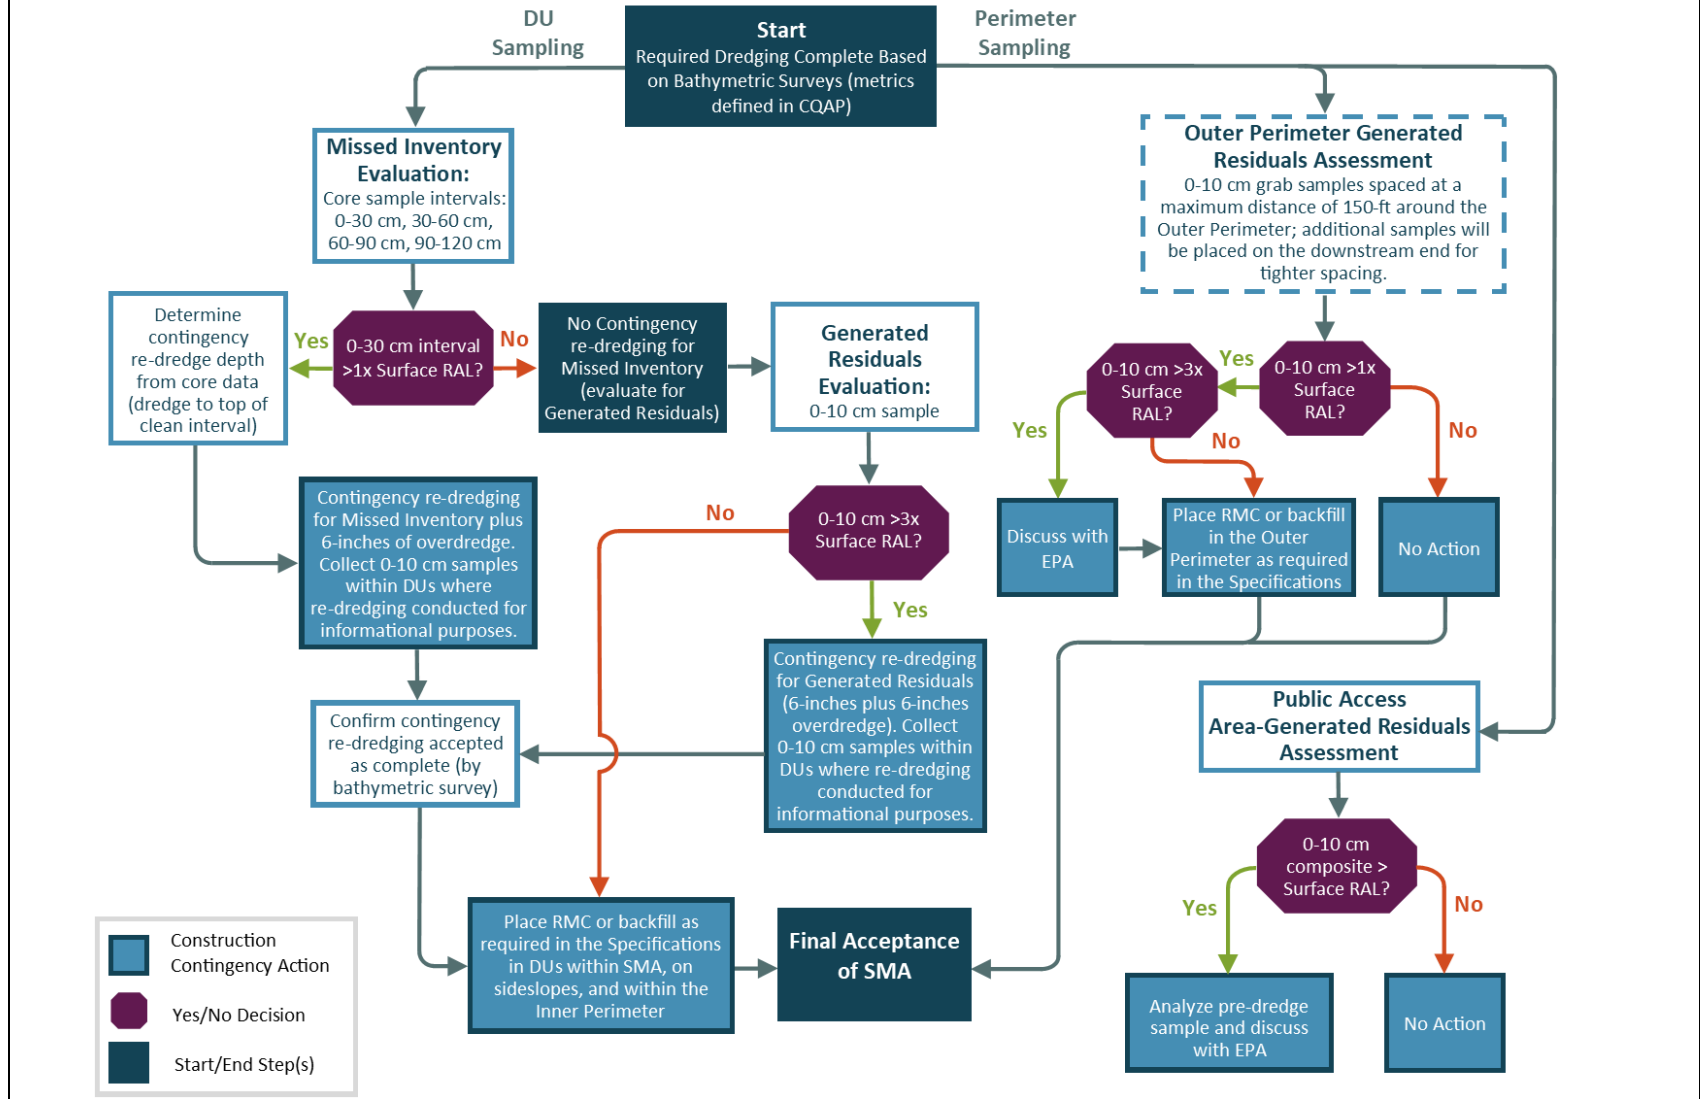 DU
Sampling
Start
Required Dredging Complete Based
on Bathymetric Surveys (metrics
defined in CQAP)
Perimeter
Sampling
Missed Inventory
Evaluation:
Core sample intervals:
0-30 cm, 30-60 cm,
60-90 cm, 90-120 cm
Outer Perimeter Generated
Residuals Assessment
0-10 cm grab samples spaced at a
maximum distance of 150-ft around the
Outer Perimeter; additional samples will
be placed on the downstream end for
tighter spacing.
Determine
contingency
re-dredge depth
from core data
(dredge to top of
clean interval)
Yes
0-30 cm interval
>1x Surface RAL?
No
No Contingency
re-dredging for
Missed Inventory
(evaluate for
Generated Residuals)
Generated
Residuals
Evaluation:
0-10 cm sample
0-10 cm >3x
Surface
RAL?
Yes
0-10 cm >1x
Surface
RAL?
Yes
No
No
Contingency re-dredging
for Missed Inventory plus
6-inches of overdredge.
Collect 0-10 cm samples
within DUs where
re-dredging conducted for
informational purposes.
No
0-10 cm >3x
Surface RAL?
Yes
Discuss with
EPA
Place RMC or backfill
in the Outer
Perimeter as required
in the Specifications
No Action
Contingency re-dredging
for Generated Residuals
(6-inches plus 6-inches
overdredge). Collect
0-10 cm samples within
DUs where re-dredging
conducted for
informational purposes.
Confirm contingency
re-dredging accepted
as complete (by
bathymetric survey)
Public Access
Area-Generated Residuals
Assessment
0-10 cm
composite >
Surface RAL?
Yes
No
Place RMC or backfill as
required in the Specifications
in DUs within SMA, on
sideslopes, and within the
Inner Perimeter
Final Acceptance
of SMA
Analyze pre-dredge
sample and discuss
with EPA
No Action
Construction
Contingency Action
Yes/No Decision
Start/End Step(s)